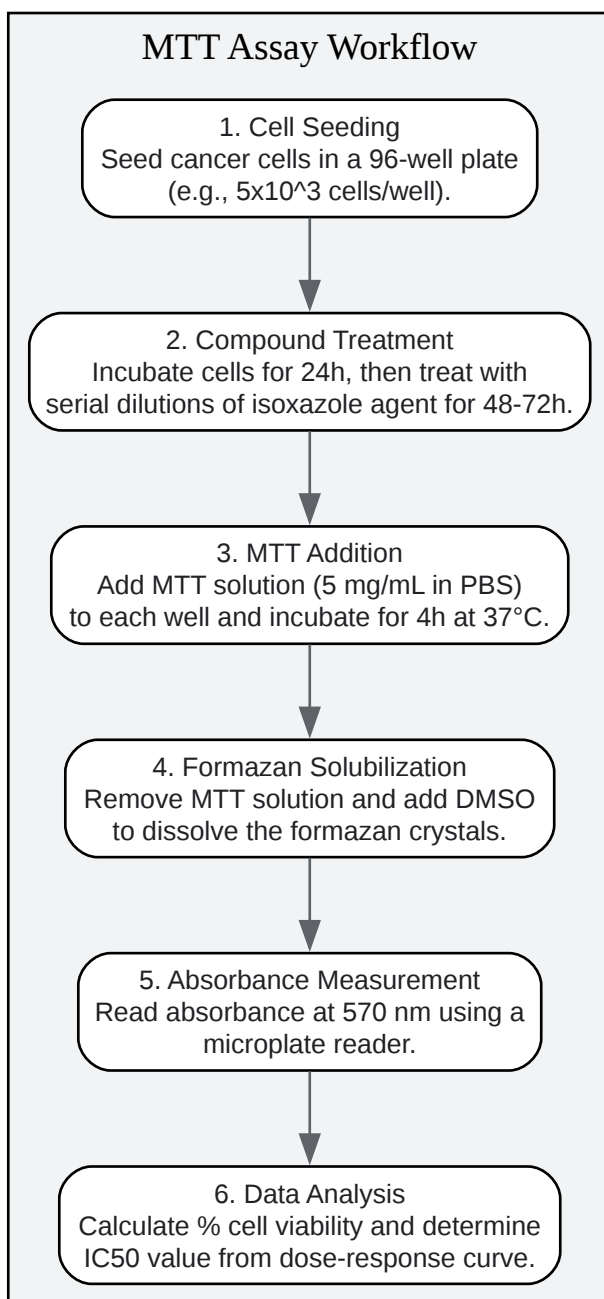 MTT Assay Workflow
1. Cell Seeding
Seed cancer cells in a 96-well plate
(e.g., 5x10^3 cells/well).
2. Compound Treatment
Incubate cells for 24h, then treat with
serial dilutions of isoxazole agent for 48-72h.
3. MTT Addition
Add MTT solution (5 mg/mL in PBS)
to each well and incubate for 4h at 37°C.
4. Formazan Solubilization
Remove MTT solution and add DMSO
to dissolve the formazan crystals.
5. Absorbance Measurement
Read absorbance at 570 nm using a
microplate reader.
6. Data Analysis
Calculate % cell viability and determine
IC50 value from dose-response curve.